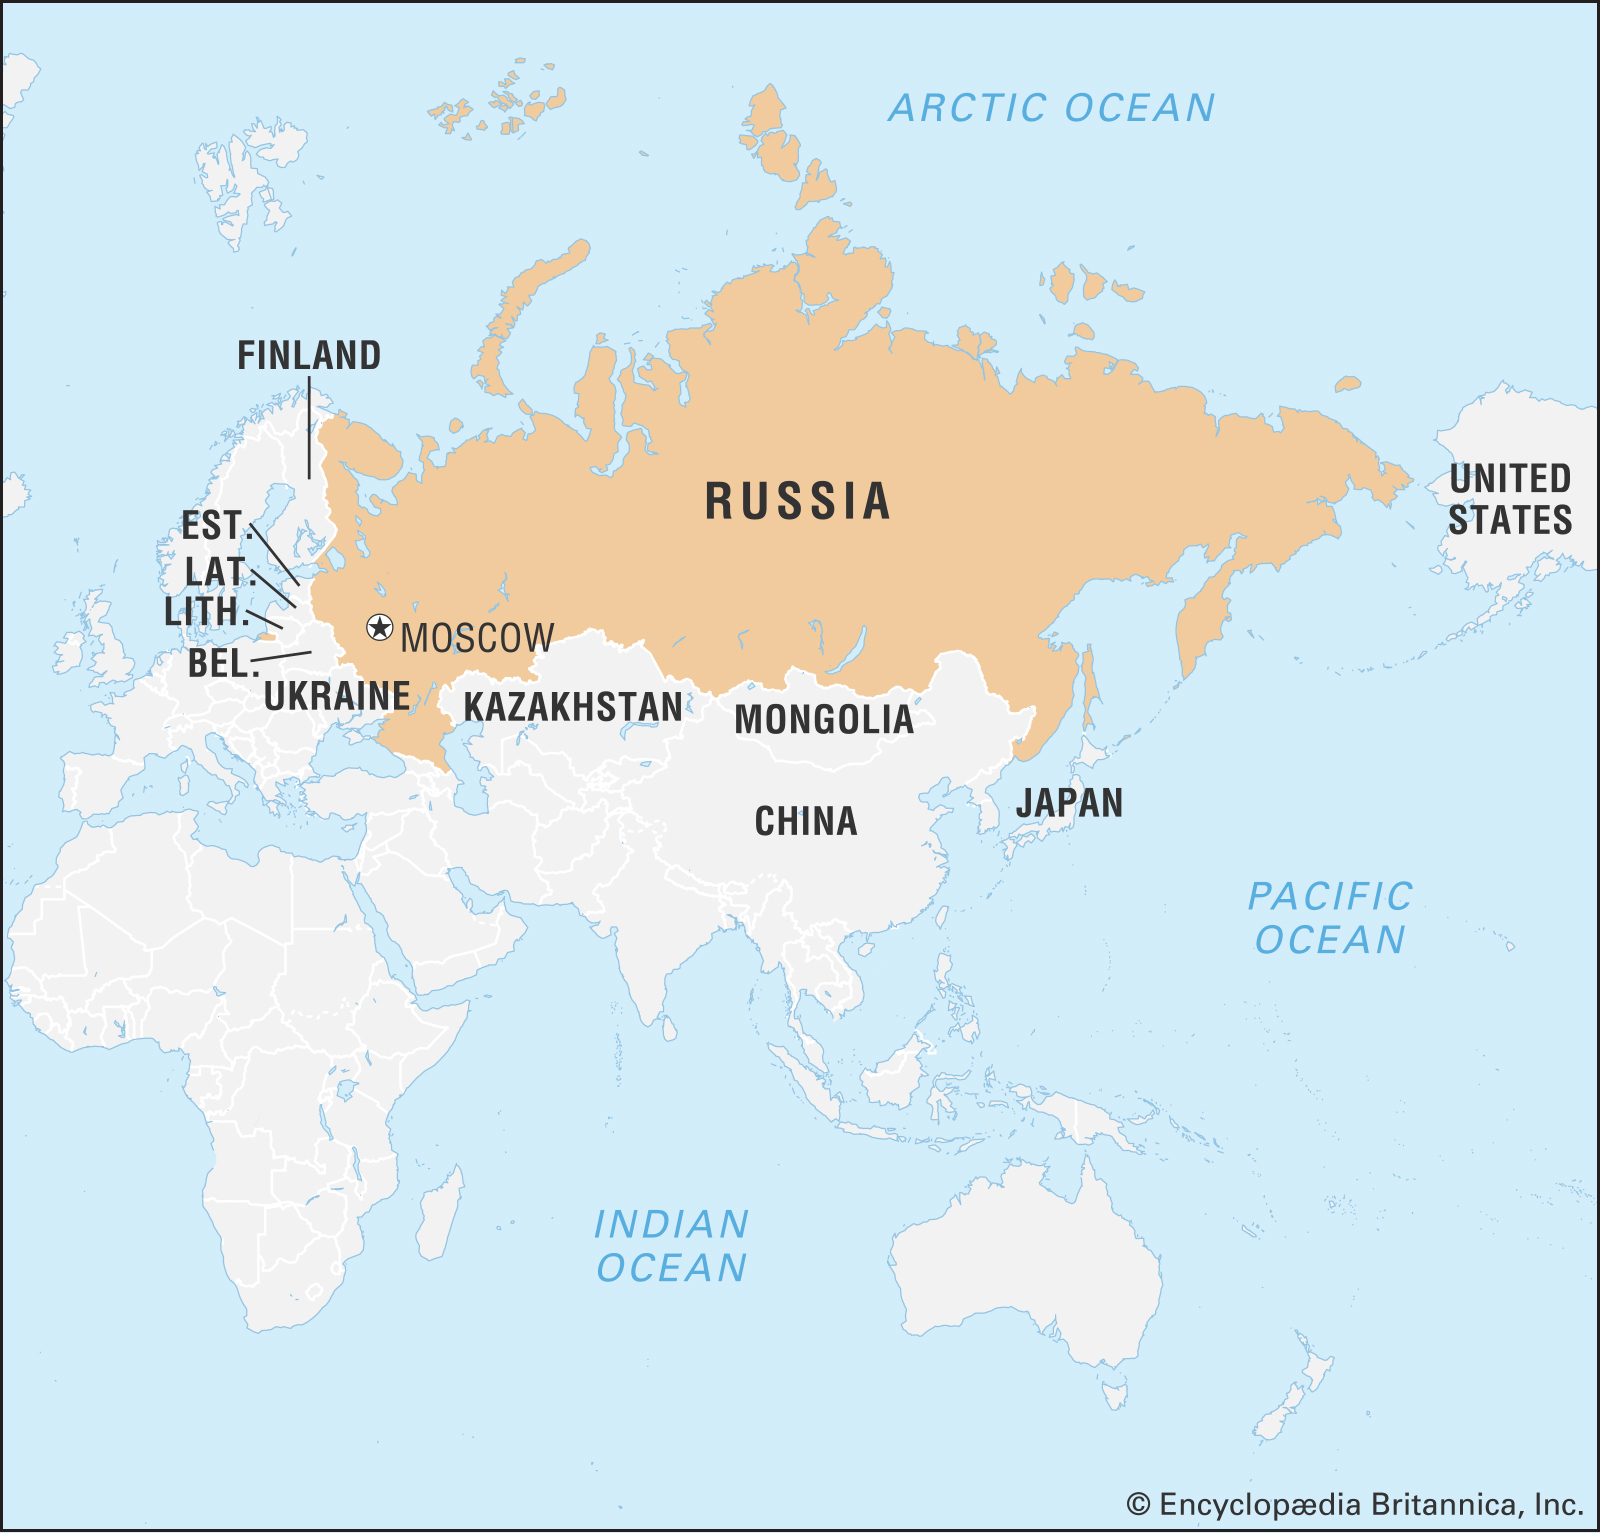 ARCTIC OCEAN
FINLAND
RUSSIA
UNITED
STATES
EST.
LAT.
LITH.
MOSCOW
BEL.
UKRAINE
KAZAKHSTAN
MONGOLIA
JAPAN
CHINA
PACIFIC
OCEAN
INDIAN
OCEAN
© Encyclopædia Britannica, Inc.